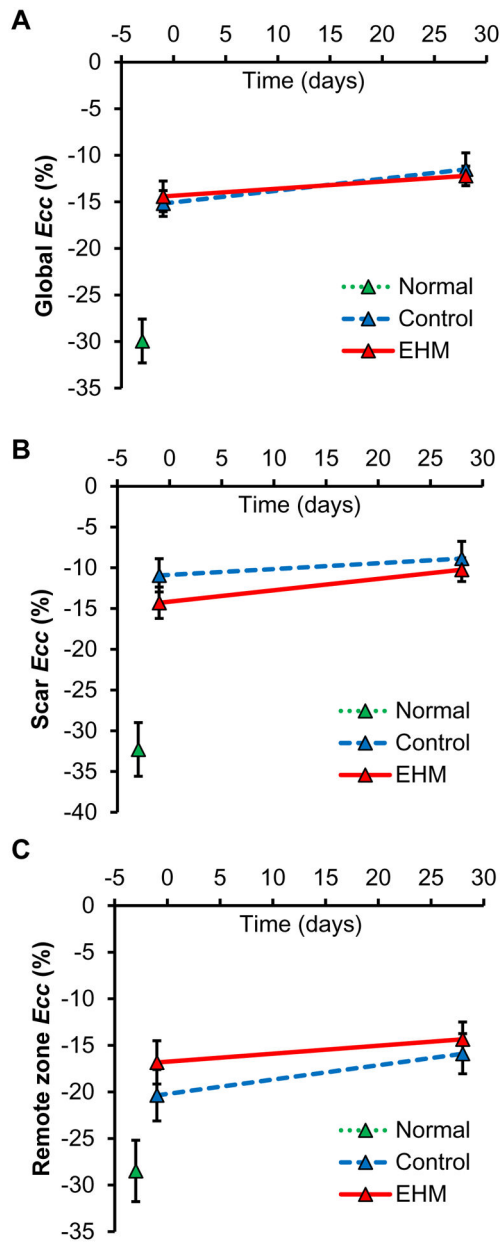 A
-5 0 5 10 15 20 25 30
0
Time (days)
-5
-10
-15
-20
-25
-30
-35
Global Ecc (%)
Normal
Control
EHM
B
-5 0 5 10 15 20 25 30
0
Time (days)
-5
-10
-15
-20
-25
-30
-35
-40
Scar Ecc (%)
Normal
Control
EHM
C
-5 0 5 10 15 20 25 30
0
Time (days)
-5
-10
-15
-20
-25
-30
-35
Remote zone Ecc (%)
Normal
Control
EHM